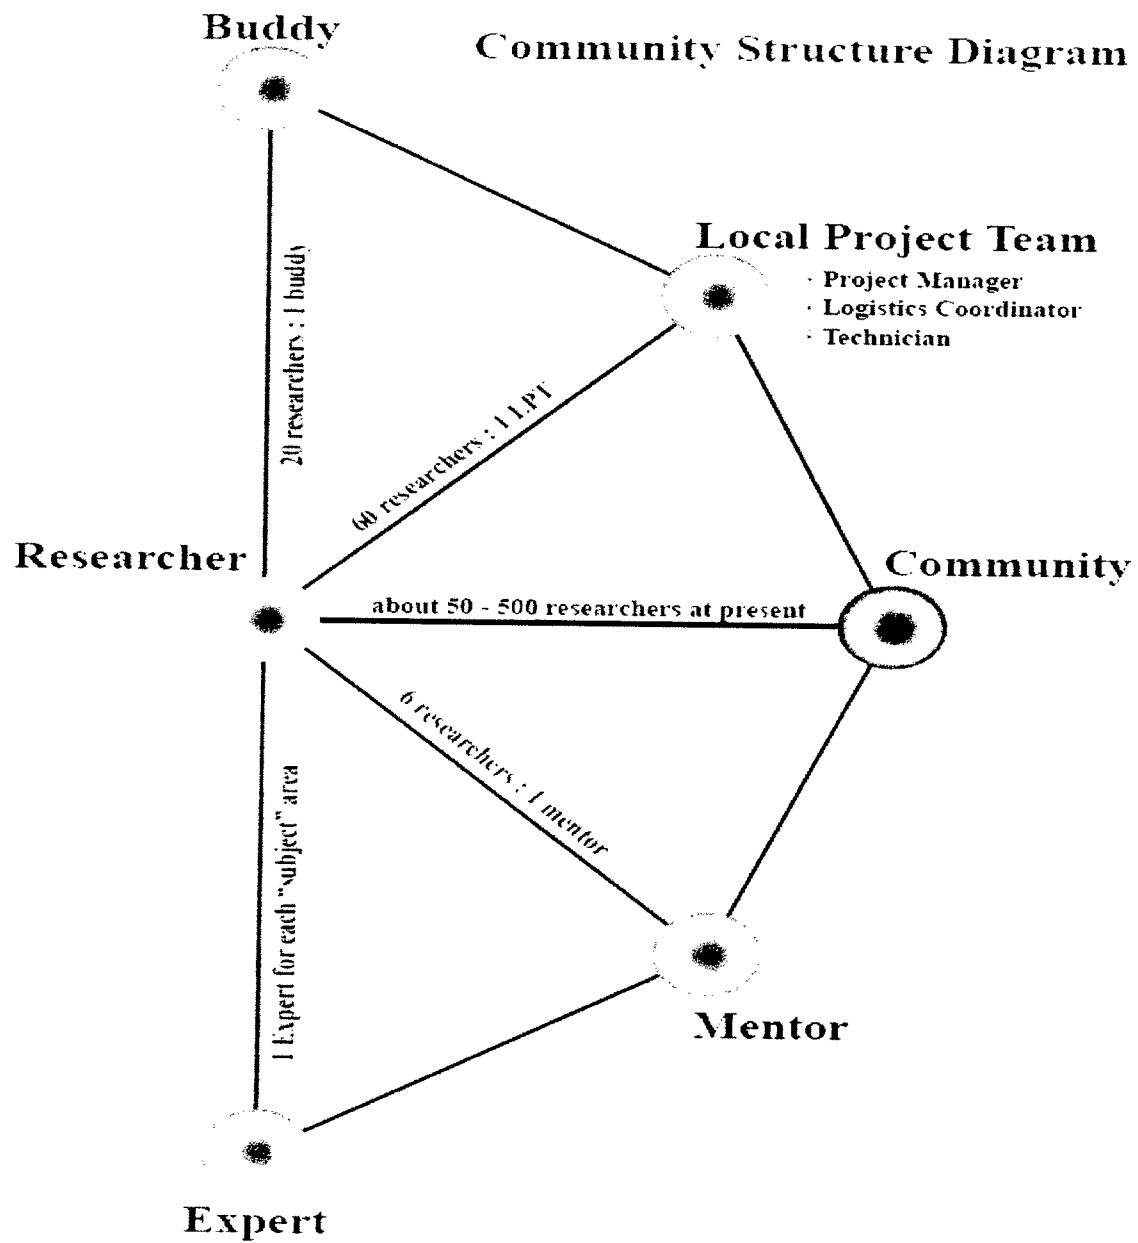 Buddy
Community Structure Diagram
Local Project Team
· Project Manager
· Logistics Coordinator
· Technician
20 researchers : 1 buddy
60 researchers : 1 LPT
Researcher
Community
about 50 - 500 researchers at present
6 researchers : 1 mentor
1 Expert for each "subject" area
Mentor
Expert